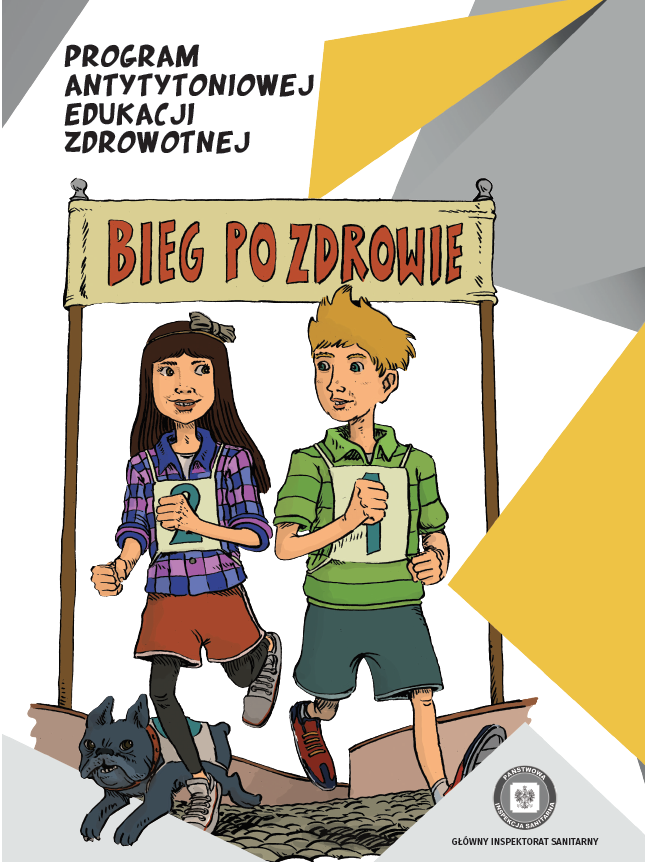 PROGRAM
ANTYTYTONIOWEJ
EDUKACJI
ZDROWOTNEJ
BIEG PO ZDROWIE
2
1
PAŃSTWOWA
INSPEKCJA SANITARNA
GŁÓWNY INSPEKTORAT SANITARNY